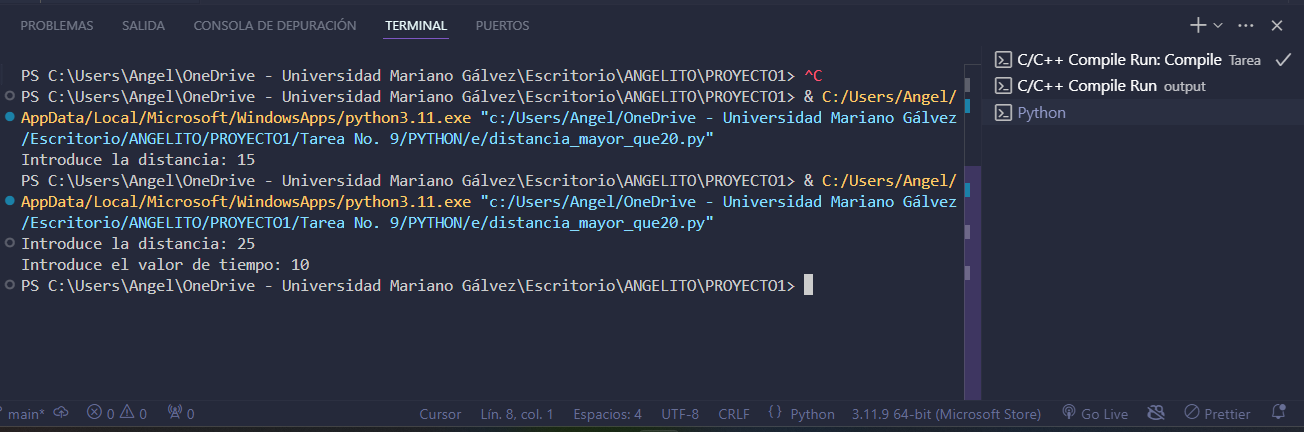 PROBLEMAS SALIDA CONSOLA DE DEPURACIÓN TERMINAL PUERTOS
PS C:\Users\Angel\OneDrive - Universidad Mariano Gálvez\Escritorio\ANGELITO\PROYECTO1> ^C
PS C:\Users\Angel\OneDrive - Universidad Mariano Gálvez\Escritorio\ANGELITO\PROYECTO1> & C:/Users/Angel/
AppData/Local/Microsoft/WindowsApps/python3.11.exe "c:/Users/Angel/OneDrive - Universidad Mariano Gálvez
/Escritorio/ANGELITO/PROYECTO1/Tarea No. 9/PYTHON/e/distancia_mayor_que20.py"
Introduce la distancia: 15
PS C:\Users\Angel\OneDrive - Universidad Mariano Gálvez\Escritorio\ANGELITO\PROYECTO1> & C:/Users/Angel/
AppData/Local/Microsoft/WindowsApps/python3.11.exe "c:/Users/Angel/OneDrive - Universidad Mariano Gálvez
/Escritorio/ANGELITO/PROYECTO1/Tarea No. 9/PYTHON/e/distancia_mayor_que20.py"
Introduce la distancia: 25
Introduce el valor de tiempo: 10
PS C:\Users\Angel\OneDrive - Universidad Mariano Gálvez\Escritorio\ANGELITO\PROYECTO1>
C/C++ Compile Run: Compile Tarea
C/C++ Compile Run output
Python
main* 0 0 0 Cursor Lín. 8, col. 1 Espacios: 4 UTF-8 CRLF {} Python 3.11.9 64-bit (Microsoft Store) Go Live Prettier